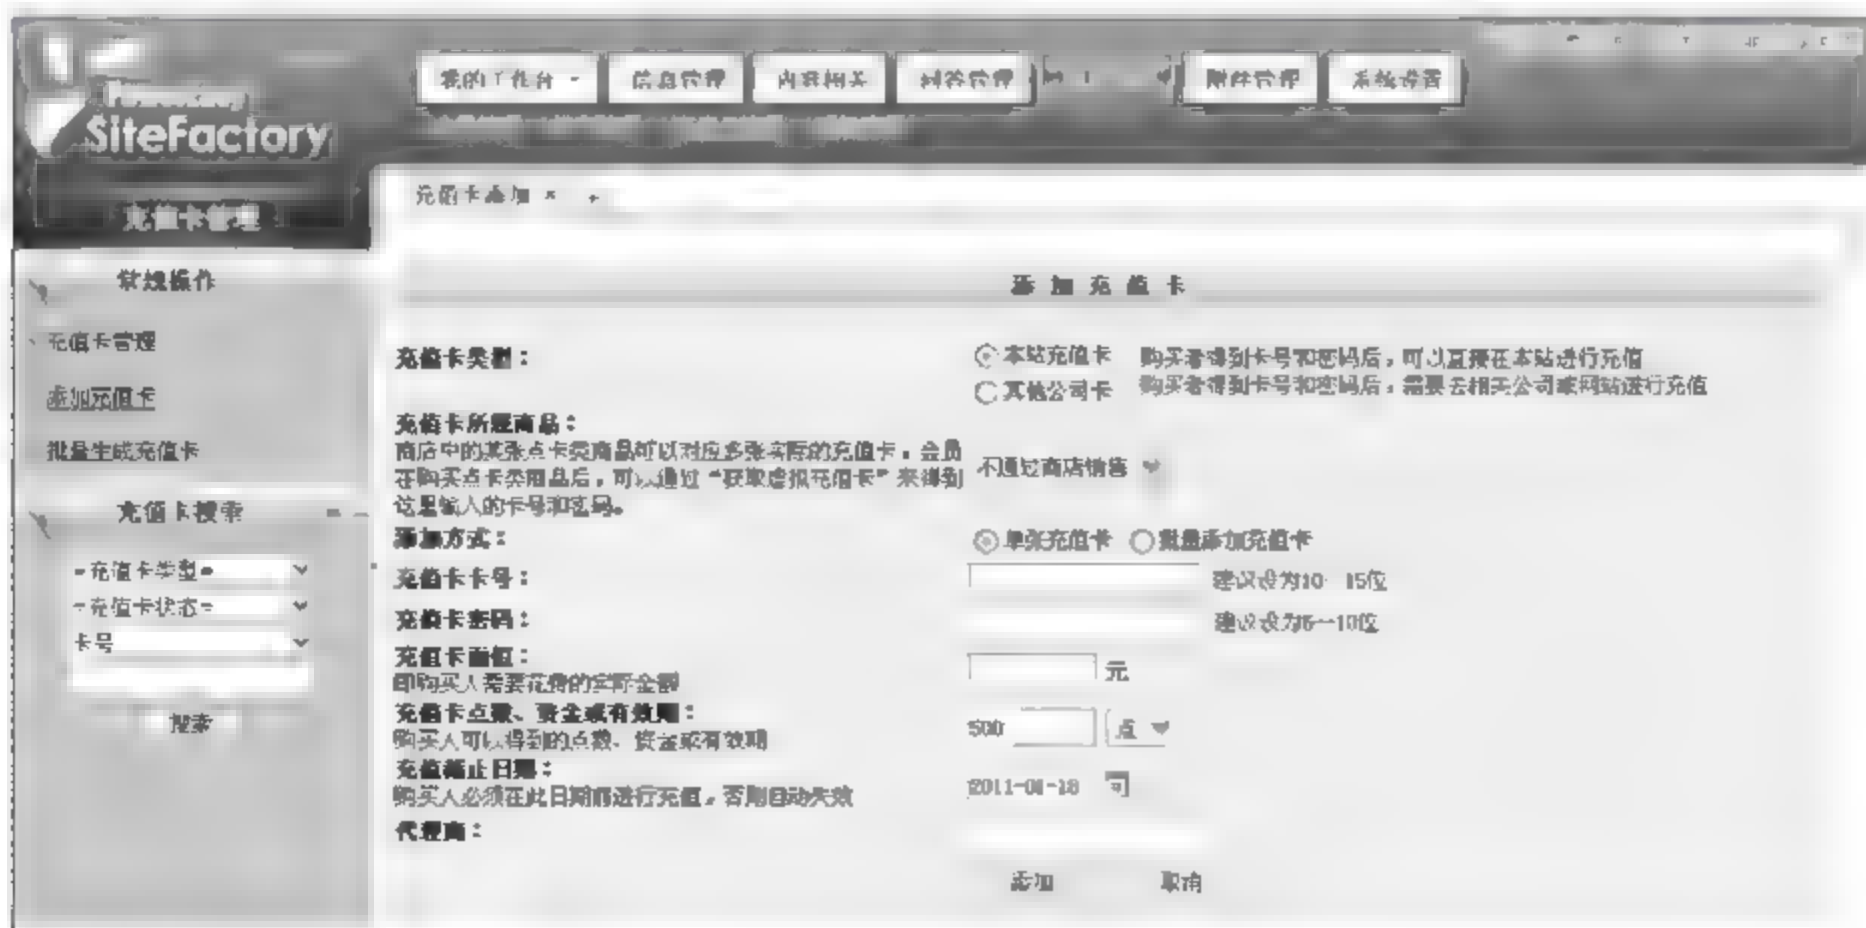 SiteFactory
我的工作台 信息管理 内容相关 问答管理 附件管理 系统设置
充值卡添加 × +
充值卡管理
常规操作
充值卡管理
添加充值卡
批量生成充值卡
充值卡搜索
=充值卡类型=
=充值卡状态=
卡号
搜索
添加充值卡
充值卡类型：
本站充值卡 购买者得到卡号和密码后，可以直接在本站进行充值
其他公司卡 购买者得到卡号和密码后，需要去相关公司或网站进行充值
充值卡所属商品：
商店中的某张点卡类商品可以对应多张实际的充值卡，会员
在购买点卡类商品后，可以通过“获取虚拟充值卡”来得到
这里输入的卡号和密码。
不通过商店销售
添加方式：
单张充值卡 批量添加充值卡
充值卡卡号：
建议设为10--15位
充值卡密码：
建议设为6--10位
充值卡面值：
元
即购买人需要花费的实际金额
充值卡点数、资金或有效期：
500 点
购买人可以得到的点数、资金或有效期
充值截止日期：
2011-01-18
购买人必须在此日期前进行充值，否则自动失效
代理商：
添加 取消